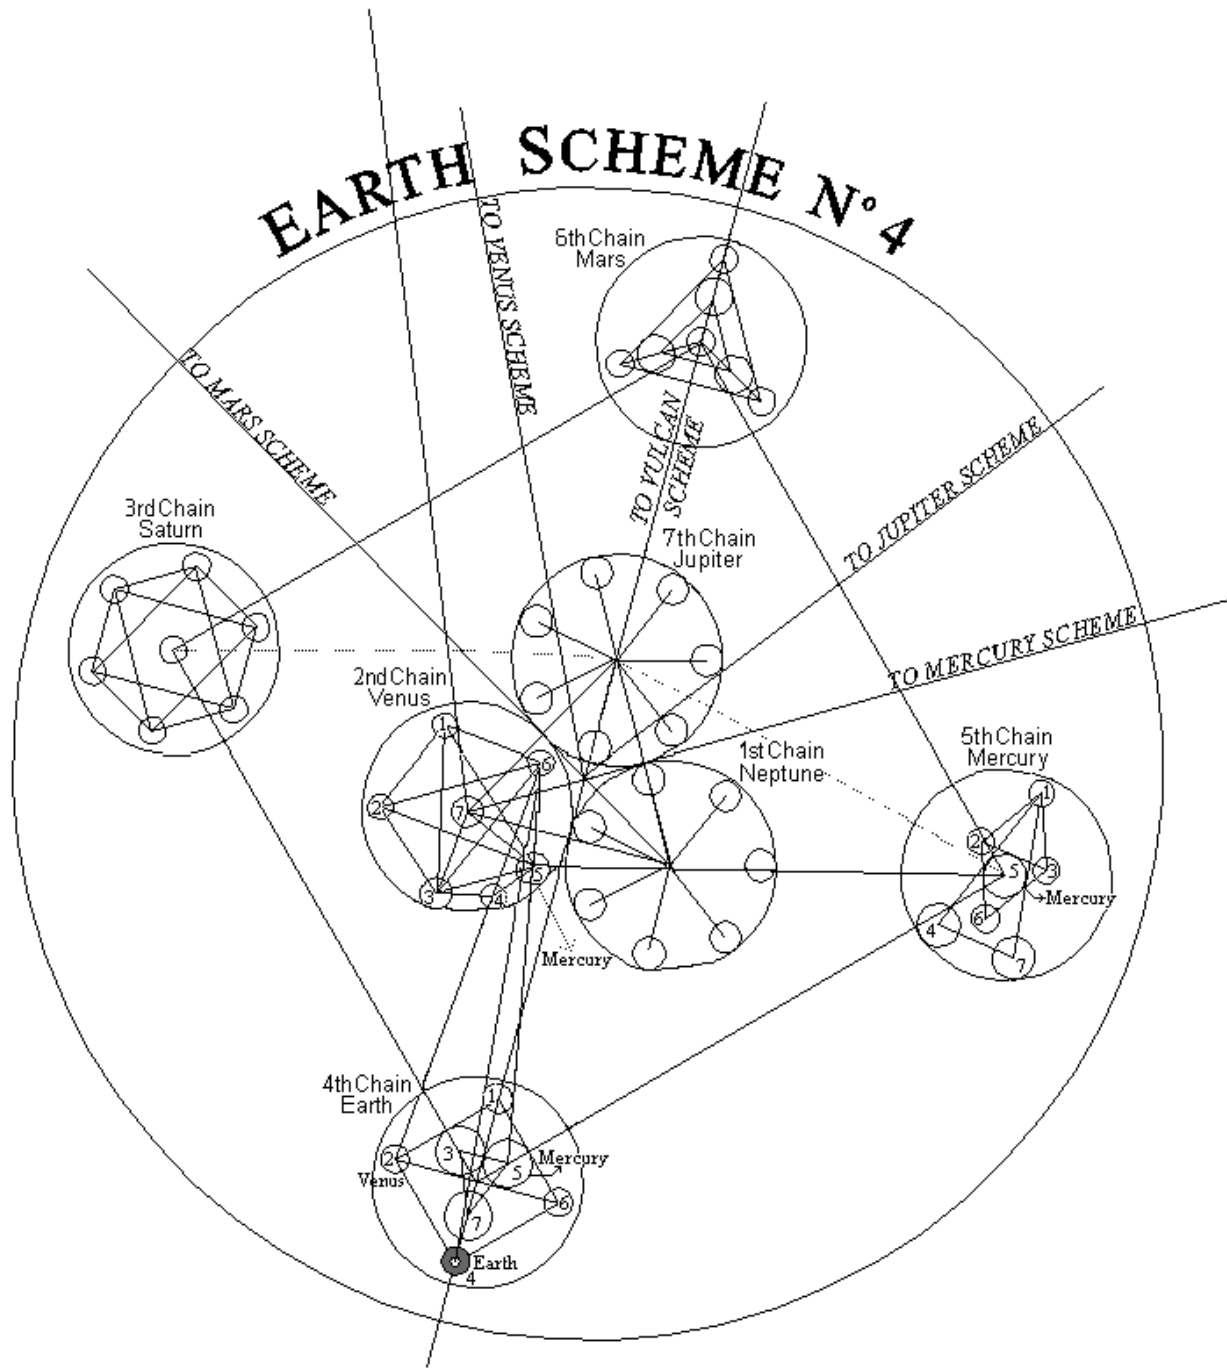 EARTH SCHEME Nº 4
TO VENUS SCHEME
6th Chain
Mars
TO MARS SCHEME
TO VULCAN
SCHEME
TO JUPITER SCHEME
3rd Chain
Saturn
7th Chain
Jupiter
TO MERCURY SCHEME
2nd Chain
Venus
1
6
2
7
5
3
4
Mercury
1st Chain
Neptune
5th Chain
Mercury
1
2
5
3
Mercury
6
4
7
4th Chain
Earth
1
3
2
5
Mercury
Venus
6
7
Earth
4